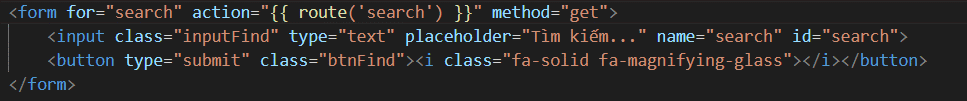 <form for="search" action="{{ route('search') }}" method="get">
    <input class="inputFind" type="text" placeholder="Tìm kiếm..." name="search" id="search">
    <button type="submit" class="btnFind"><i class="fa-solid fa-magnifying-glass"></i></button>
</form>